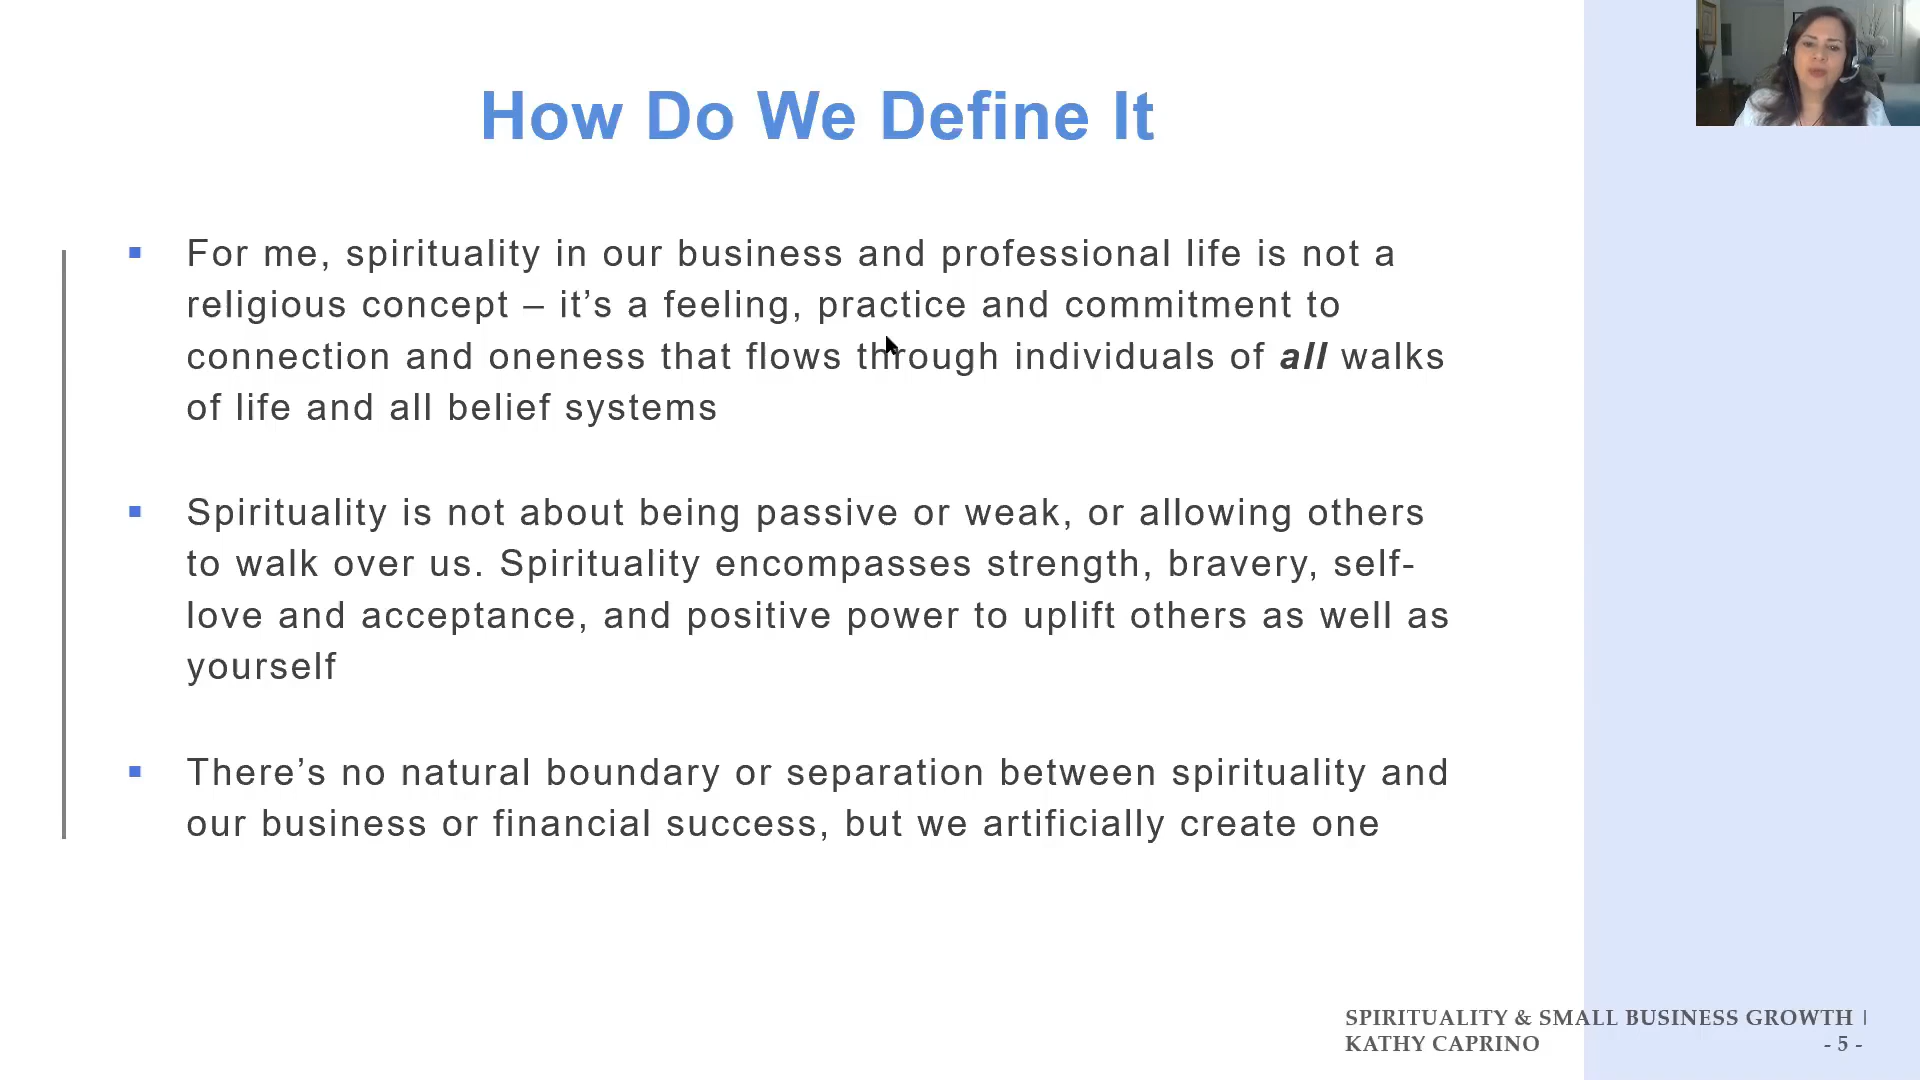 How Do We Define It
▪ For me, spirituality in our business and professional life is not a
religious concept – it’s a feeling, practice and commitment to
connection and oneness that flows through individuals of all walks
of life and all belief systems
▪ Spirituality is not about being passive or weak, or allowing others
to walk over us. Spirituality encompasses strength, bravery, self-
love and acceptance, and positive power to uplift others as well as
yourself
▪ There’s no natural boundary or separation between spirituality and
our business or financial success, but we artificially create one
SPIRITUALITY & SMALL BUSINESS GROWTH |
KATHY CAPRINO - 5 -